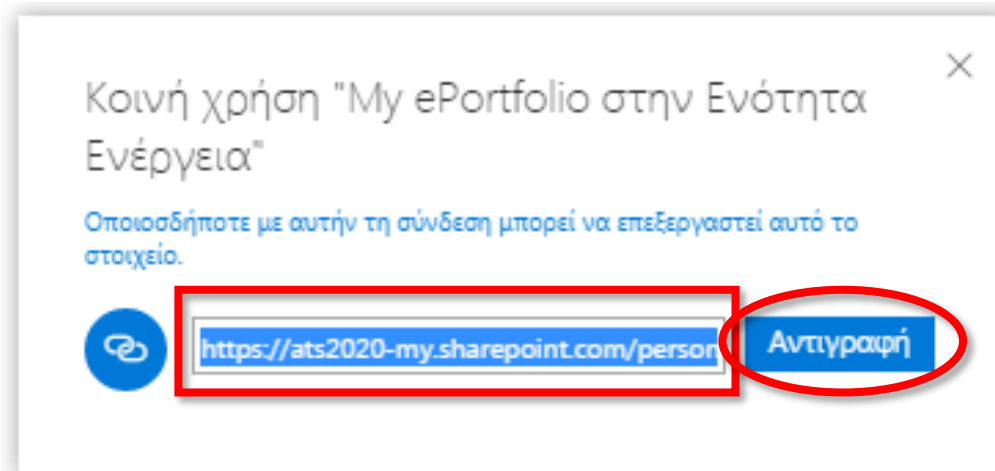 Κοινή χρήση "My ePortfolio στην Ενότητα
Ενέργεια"
Οποιοσδήποτε με αυτήν τη σύνδεση μπορεί να επεξεργαστεί αυτό το
στοιχείο.
https://ats2020-my.sharepoint.com/person
Αντιγραφή